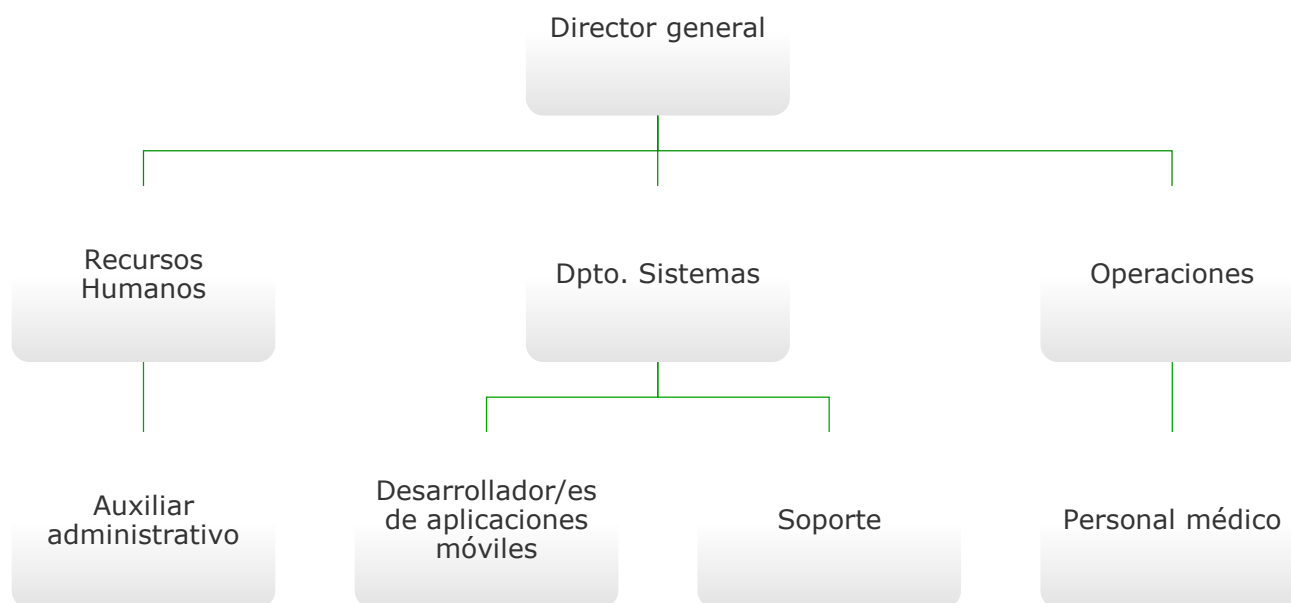 Director general
Recursos
Humanos
Dpto. Sistemas
Operaciones
Auxiliar
administrativo
Desarrollador/es
de aplicaciones
móviles
Soporte
Personal médico